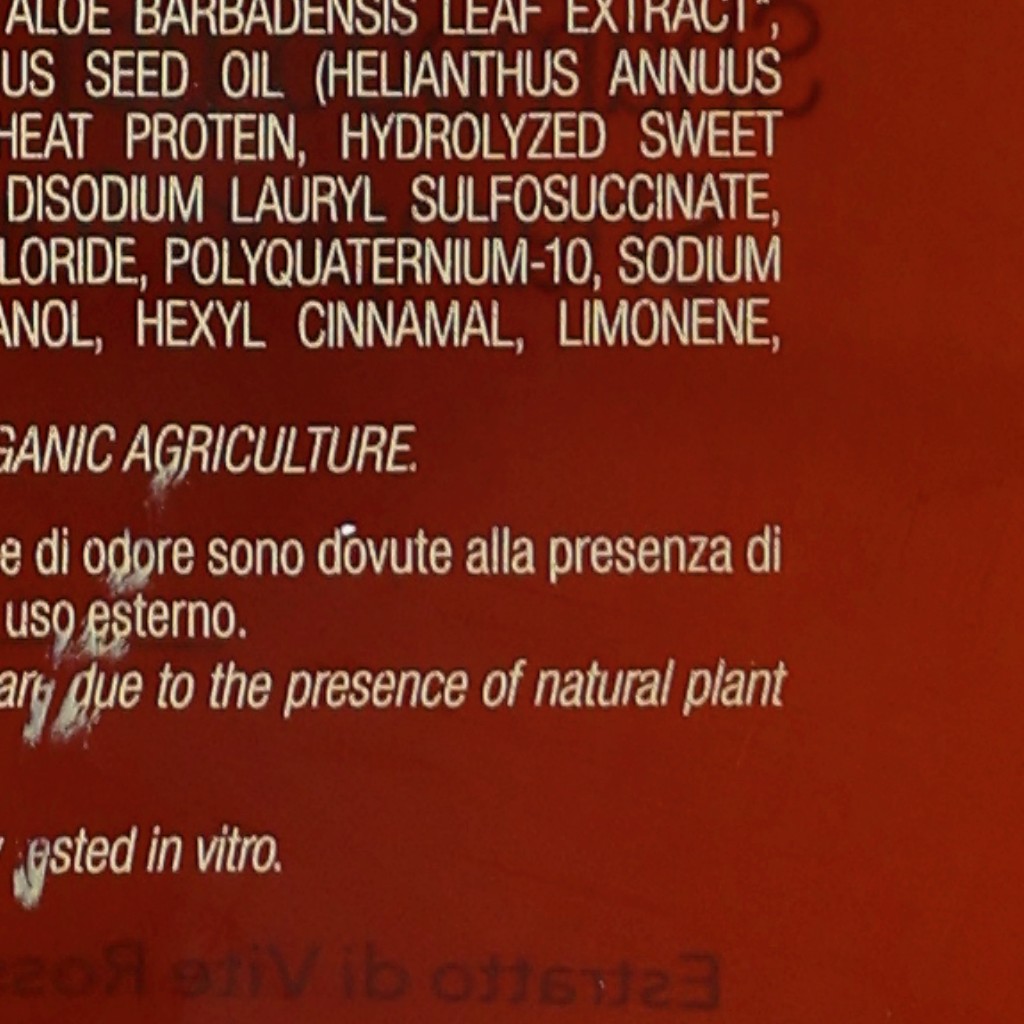 ALOE BARBADENSIS LEAF EXTRACT*,
US SEED OIL (HELIANTHUS ANNUUS
HEAT PROTEIN, HYDROLYZED SWEET
DISODIUM LAURYL SULFOSUCCINATE,
LORIDE, POLYQUATERNIUM-10, SODIUM
ANOL, HEXYL CINNAMAL, LIMONENE,
GANIC AGRICULTURE.
e di odore sono dovute alla presenza di
uso esterno.
due to the presence of natural plant
in vitro.
Estratto di Vite Ross